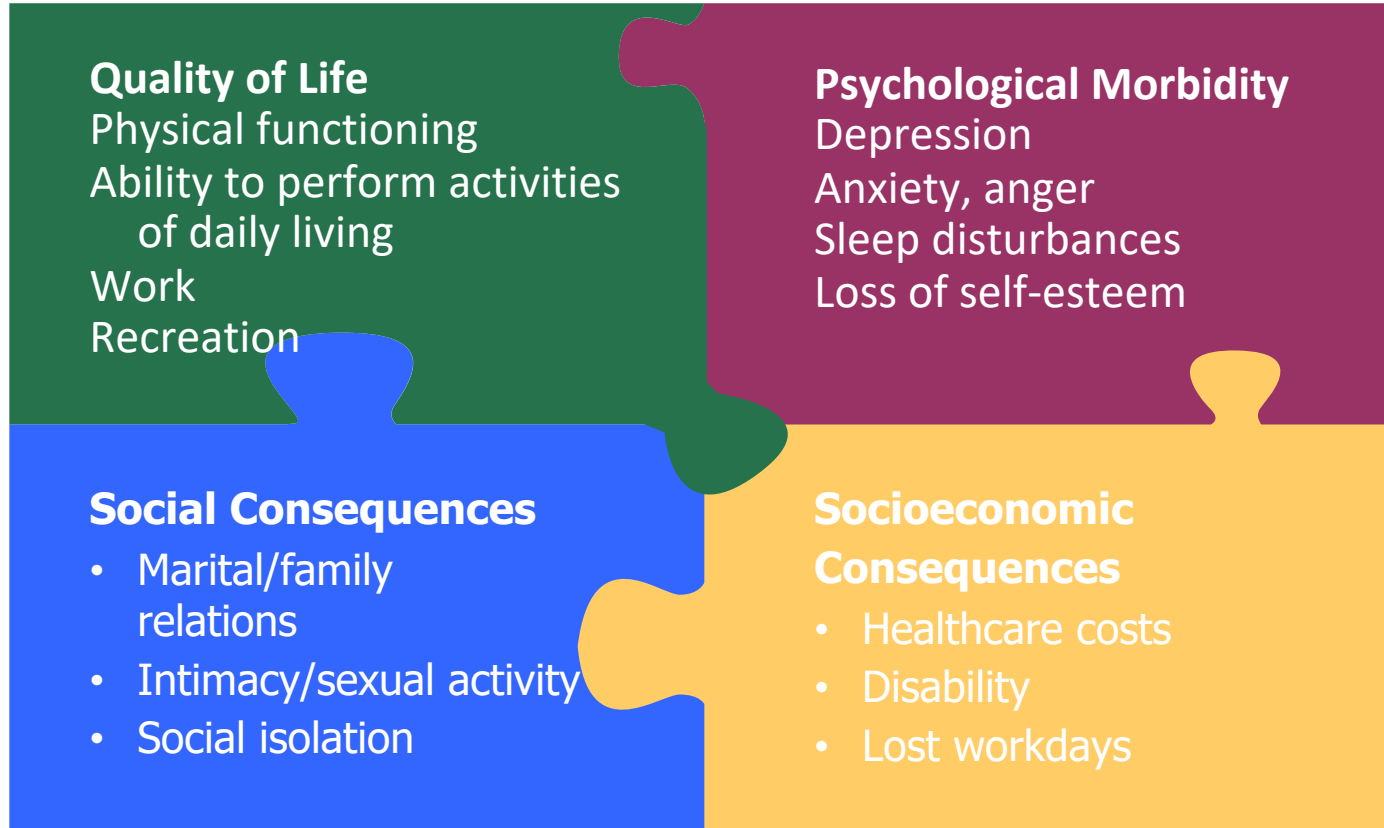 Quality of Life
Physical functioning
Ability to perform activities
of daily living
Work
Recreation
Psychological Morbidity
Depression
Anxiety, anger
Sleep disturbances
Loss of self-esteem
Social Consequences
• Marital/family
relations
• Intimacy/sexual activity
• Social isolation
Socioeconomic
Consequences
• Healthcare costs
• Disability
• Lost workdays